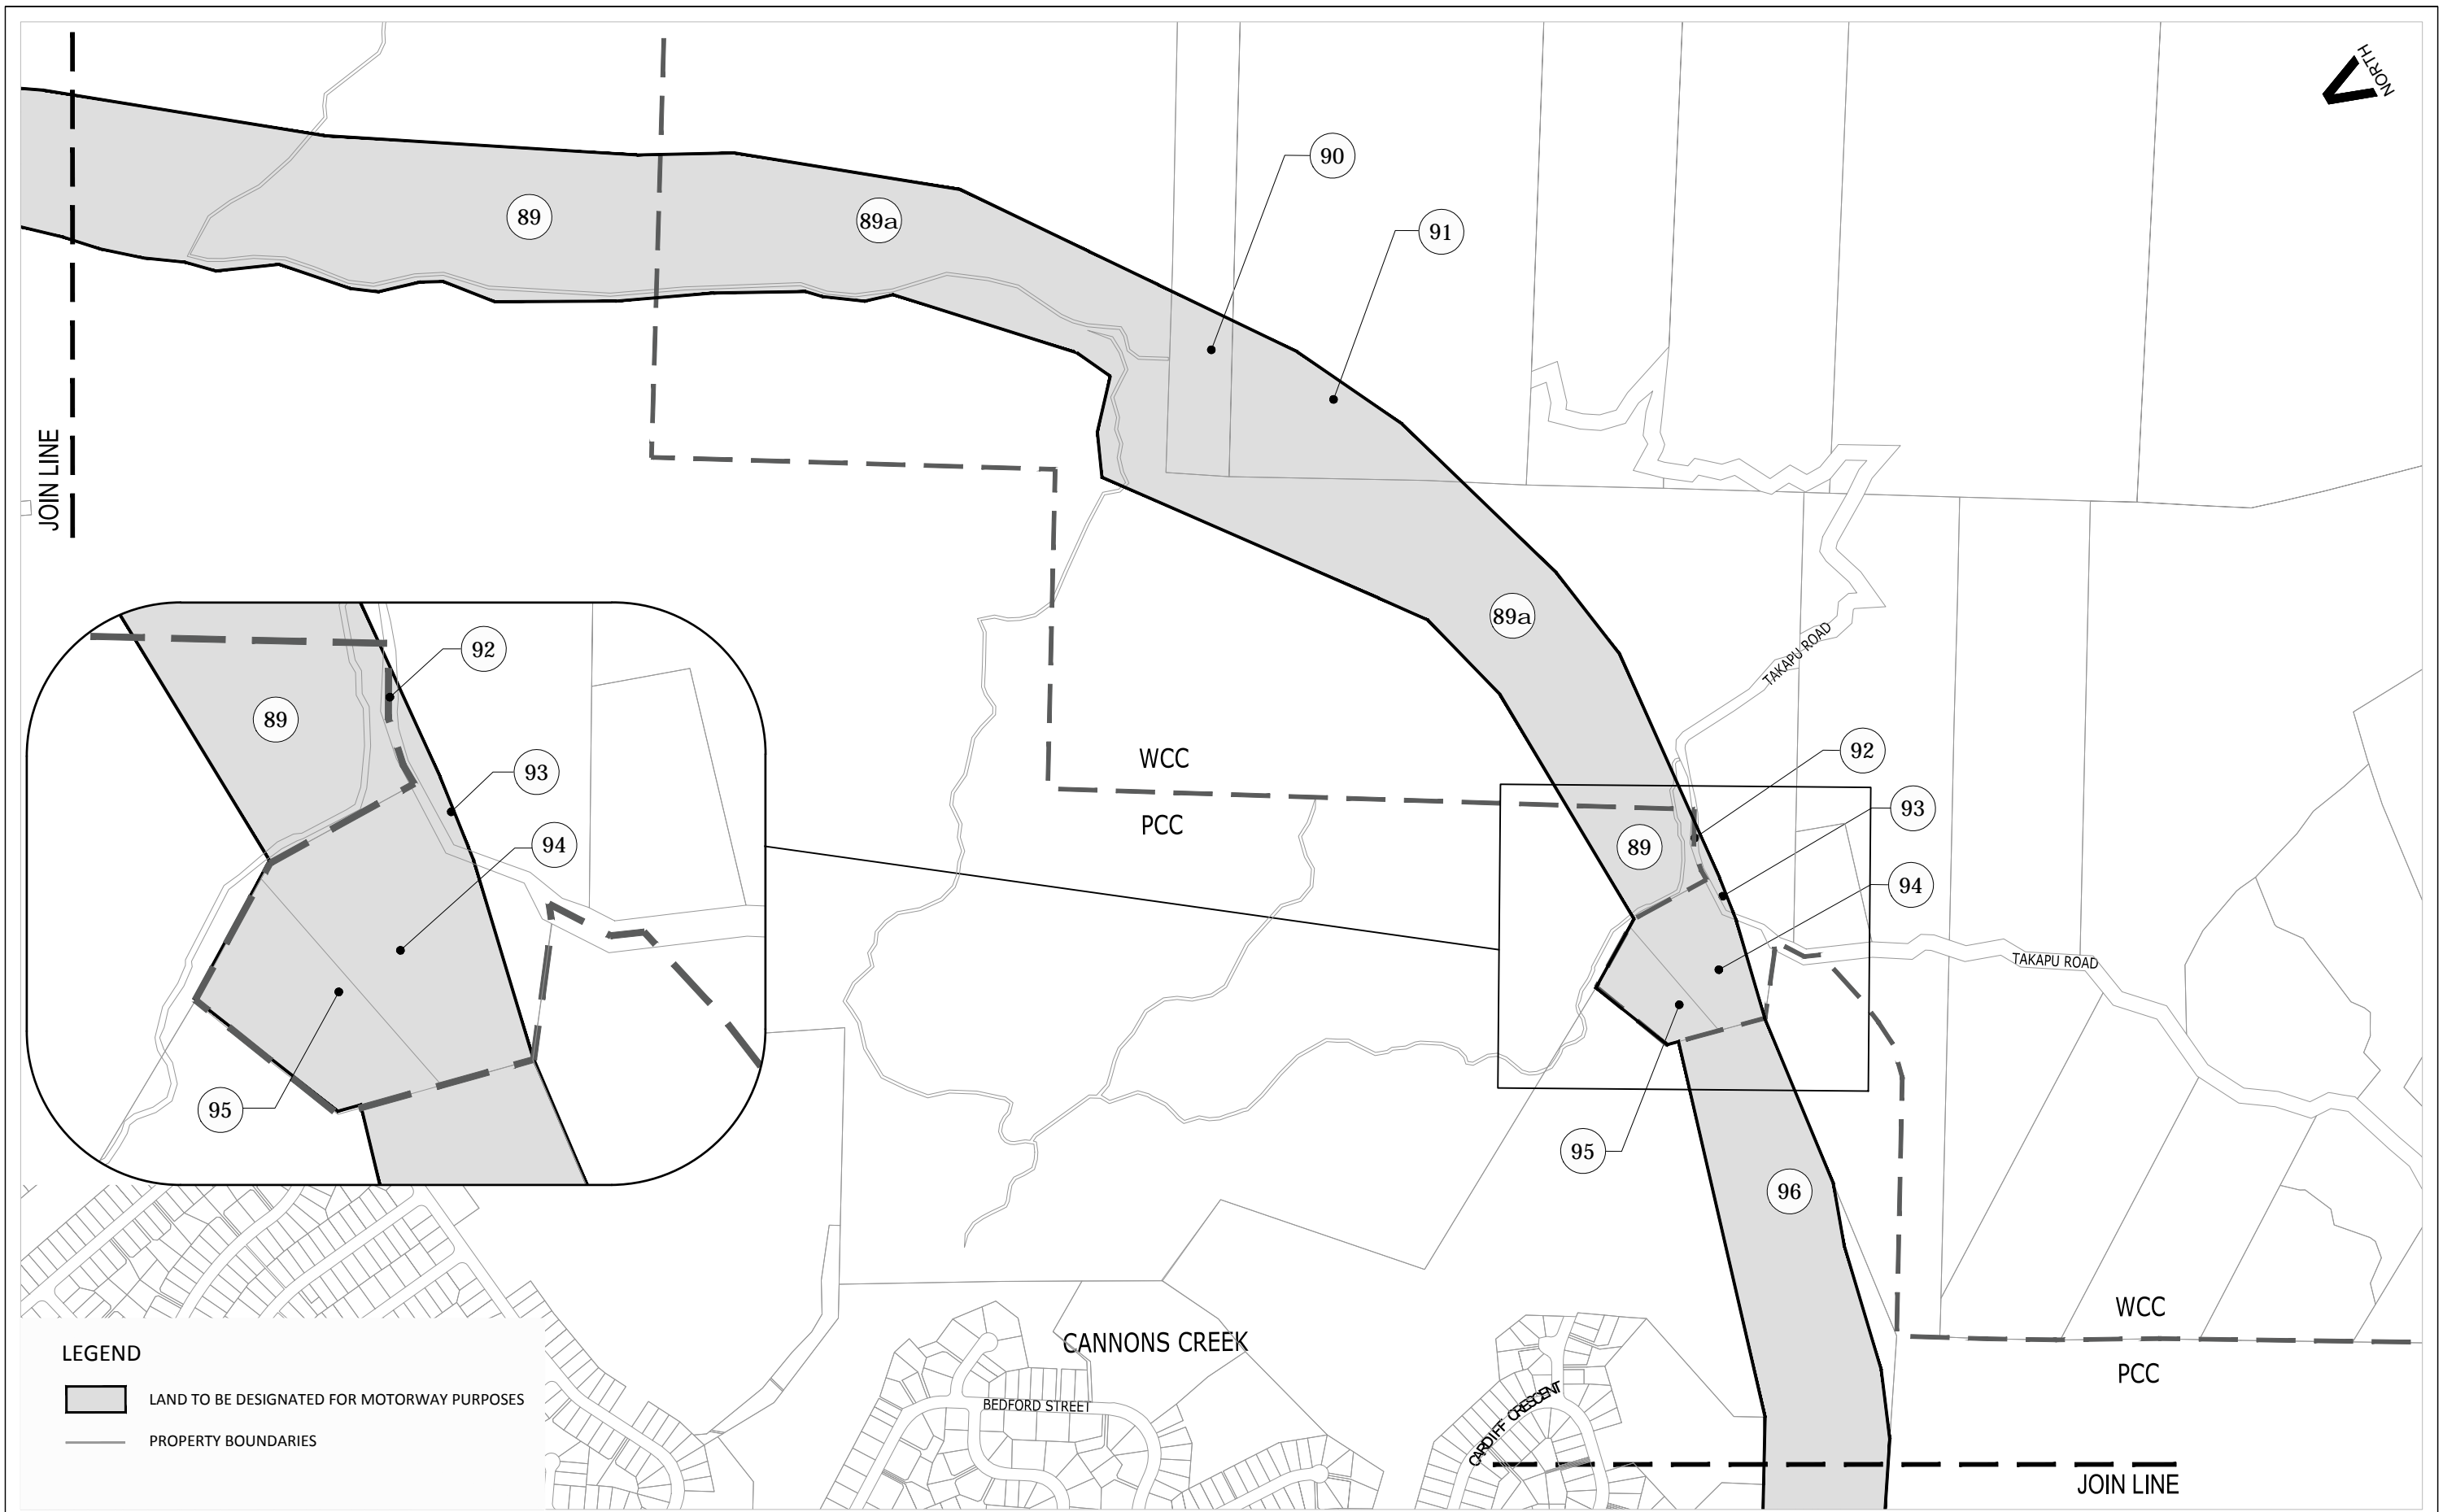 NORTH
90
89
89a
91
JOIN LINE
89a
TAKAPU ROAD
92
89
93
94
95
WCC
PCC
92
93
89
94
TAKAPU ROAD
95
96
WCC
PCC
CANNONS CREEK
BEDFORD STREET
CARDIFF CRESCENT
JOIN LINE
LEGEND
LAND TO BE DESIGNATED FOR MOTORWAY PURPOSES
PROPERTY BOUNDARIES